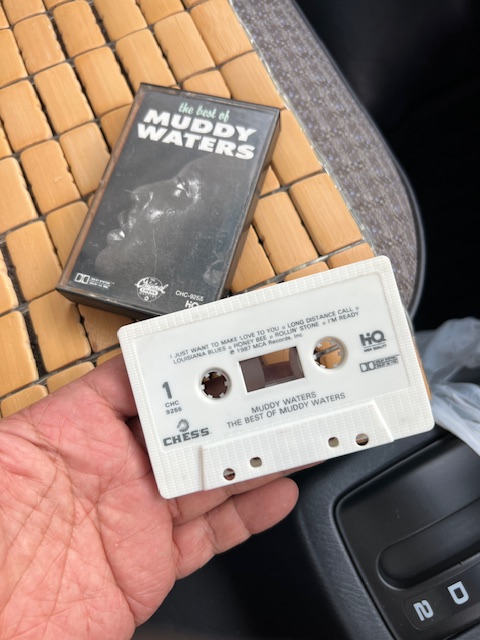 the best of
MUDDY
WATERS
CHC-9255
HQ
I JUST WANT TO MAKE LOVE TO YOU • LONG DISTANCE CALL •
LOUISIANA BLUES • HONEY BEE • ROLLIN' STONE • I'M READY
℗ 1987 MCA Records, Inc.
HQ
HIGH QUALITY
1
CHC
9255
CHESS
MUDDY WATERS
THE BEST OF MUDDY WATERS
D
2